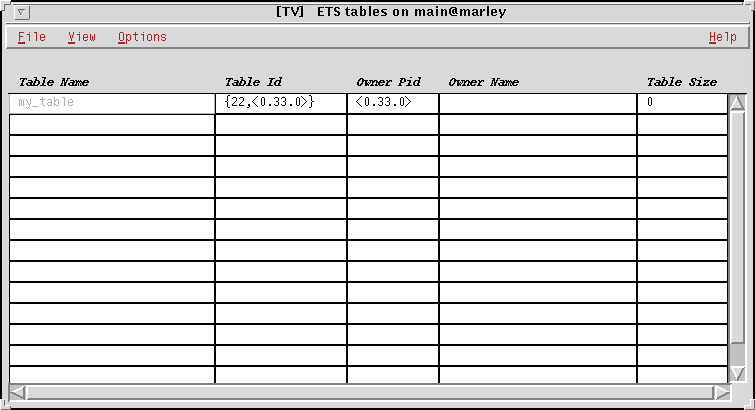 [TV] ETS tables on main@marley
File View Options Help
Table Name Table Id Owner Pid Owner Name Table Size
my_table {22,<0.33.0>} <0.33.0> 0